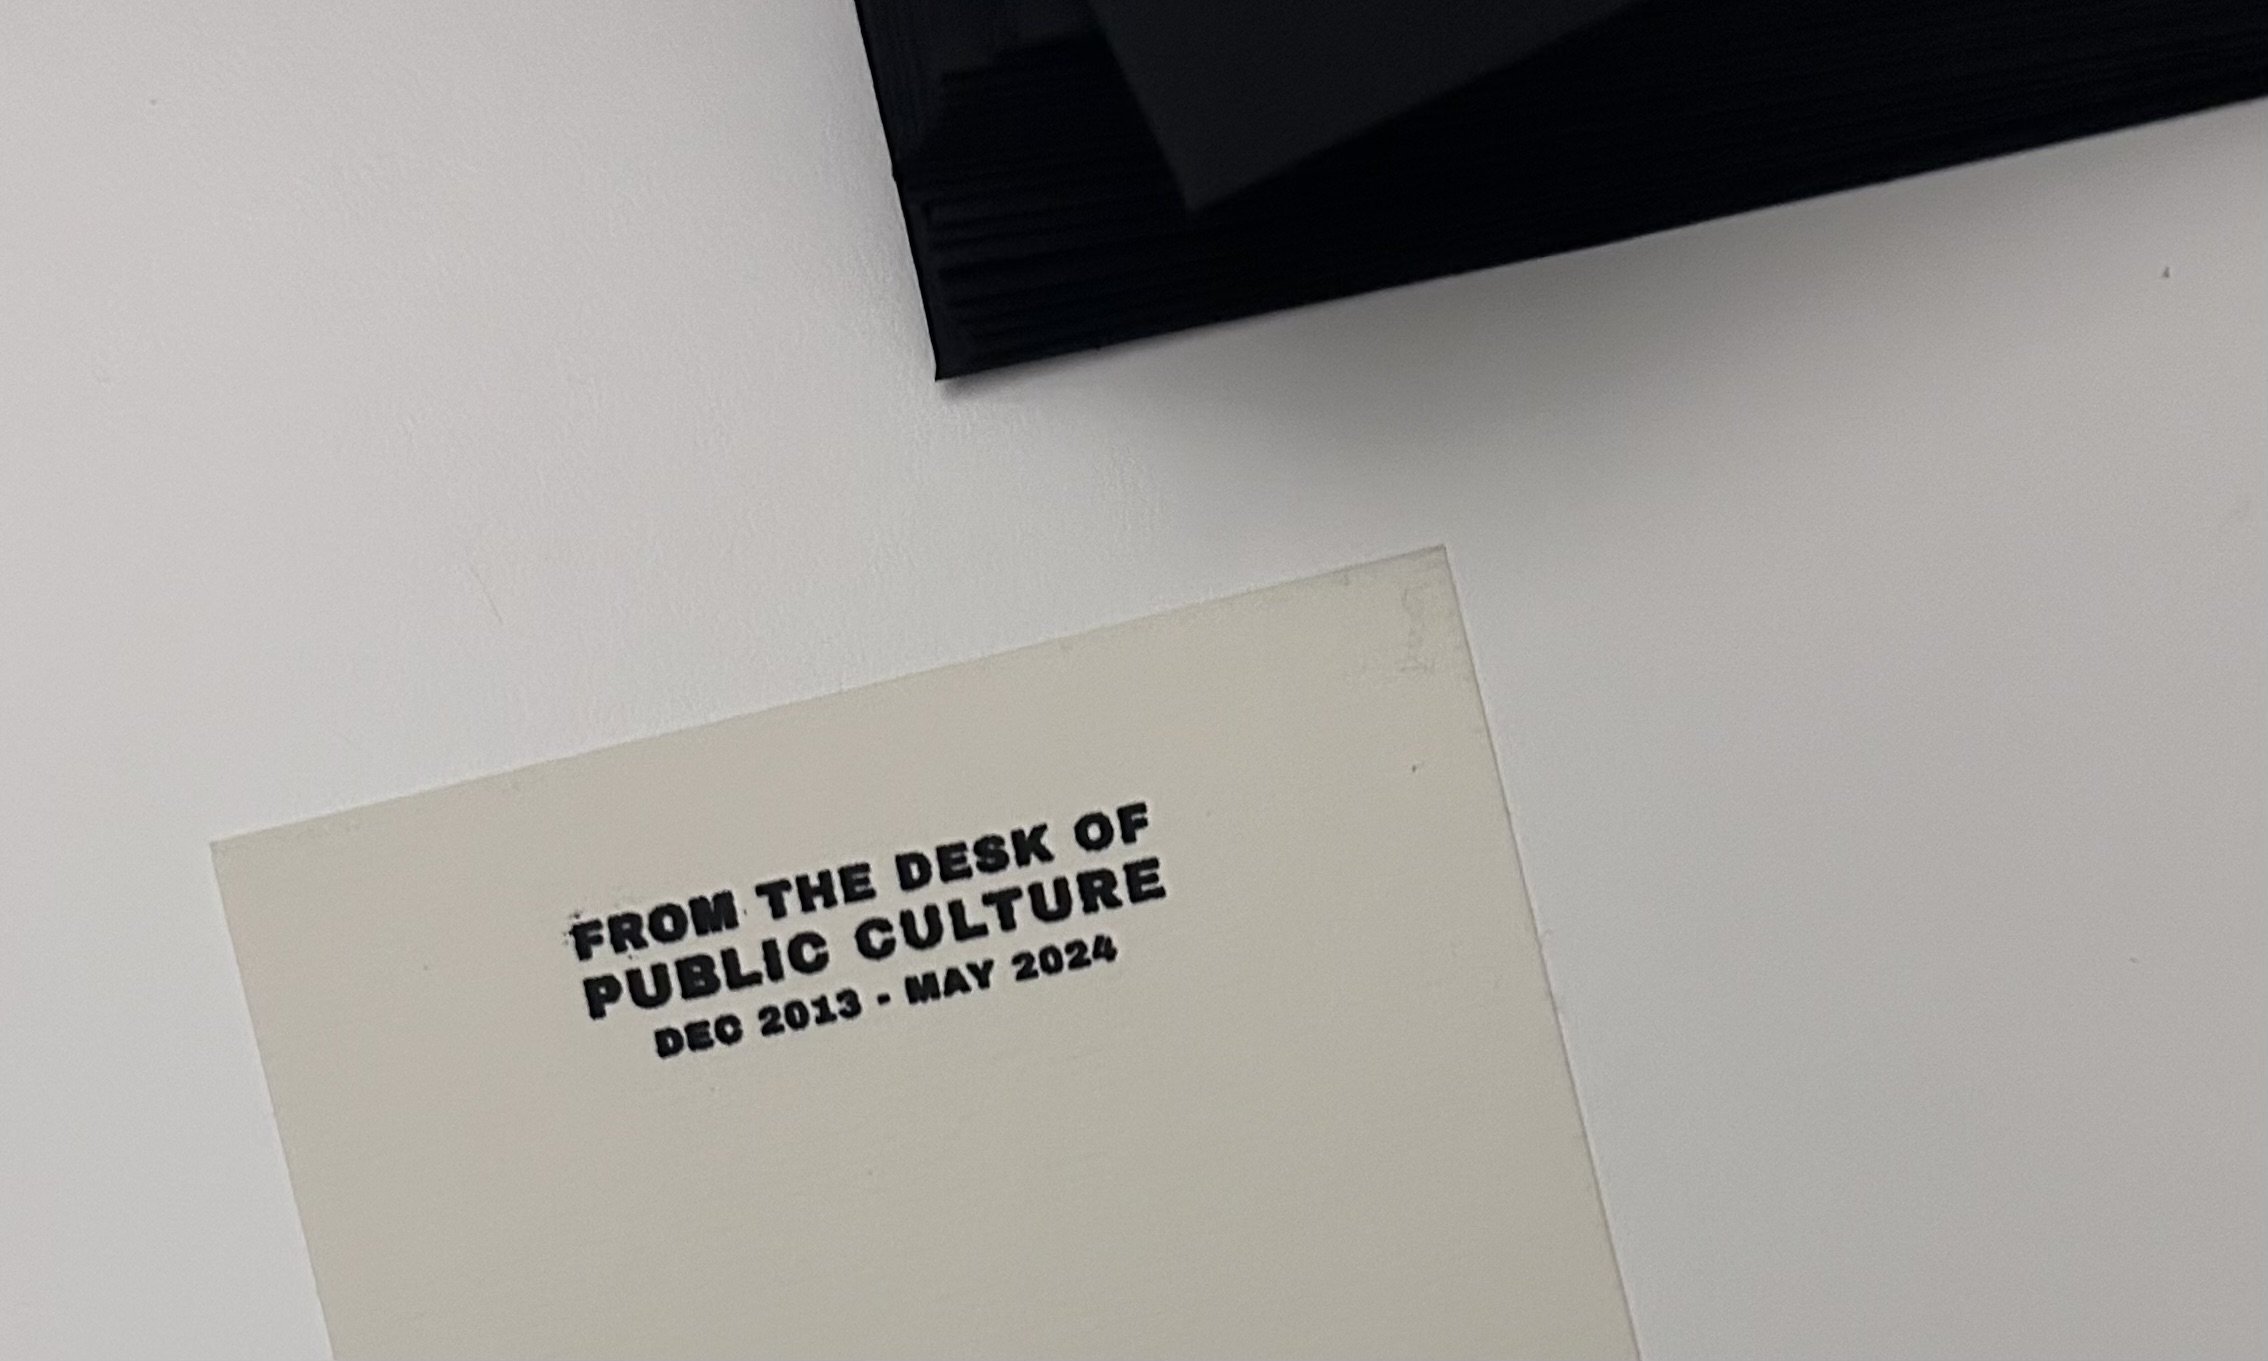 FROM THE DESK OF
PUBLIC CULTURE
DEC 2013 - MAY 2024